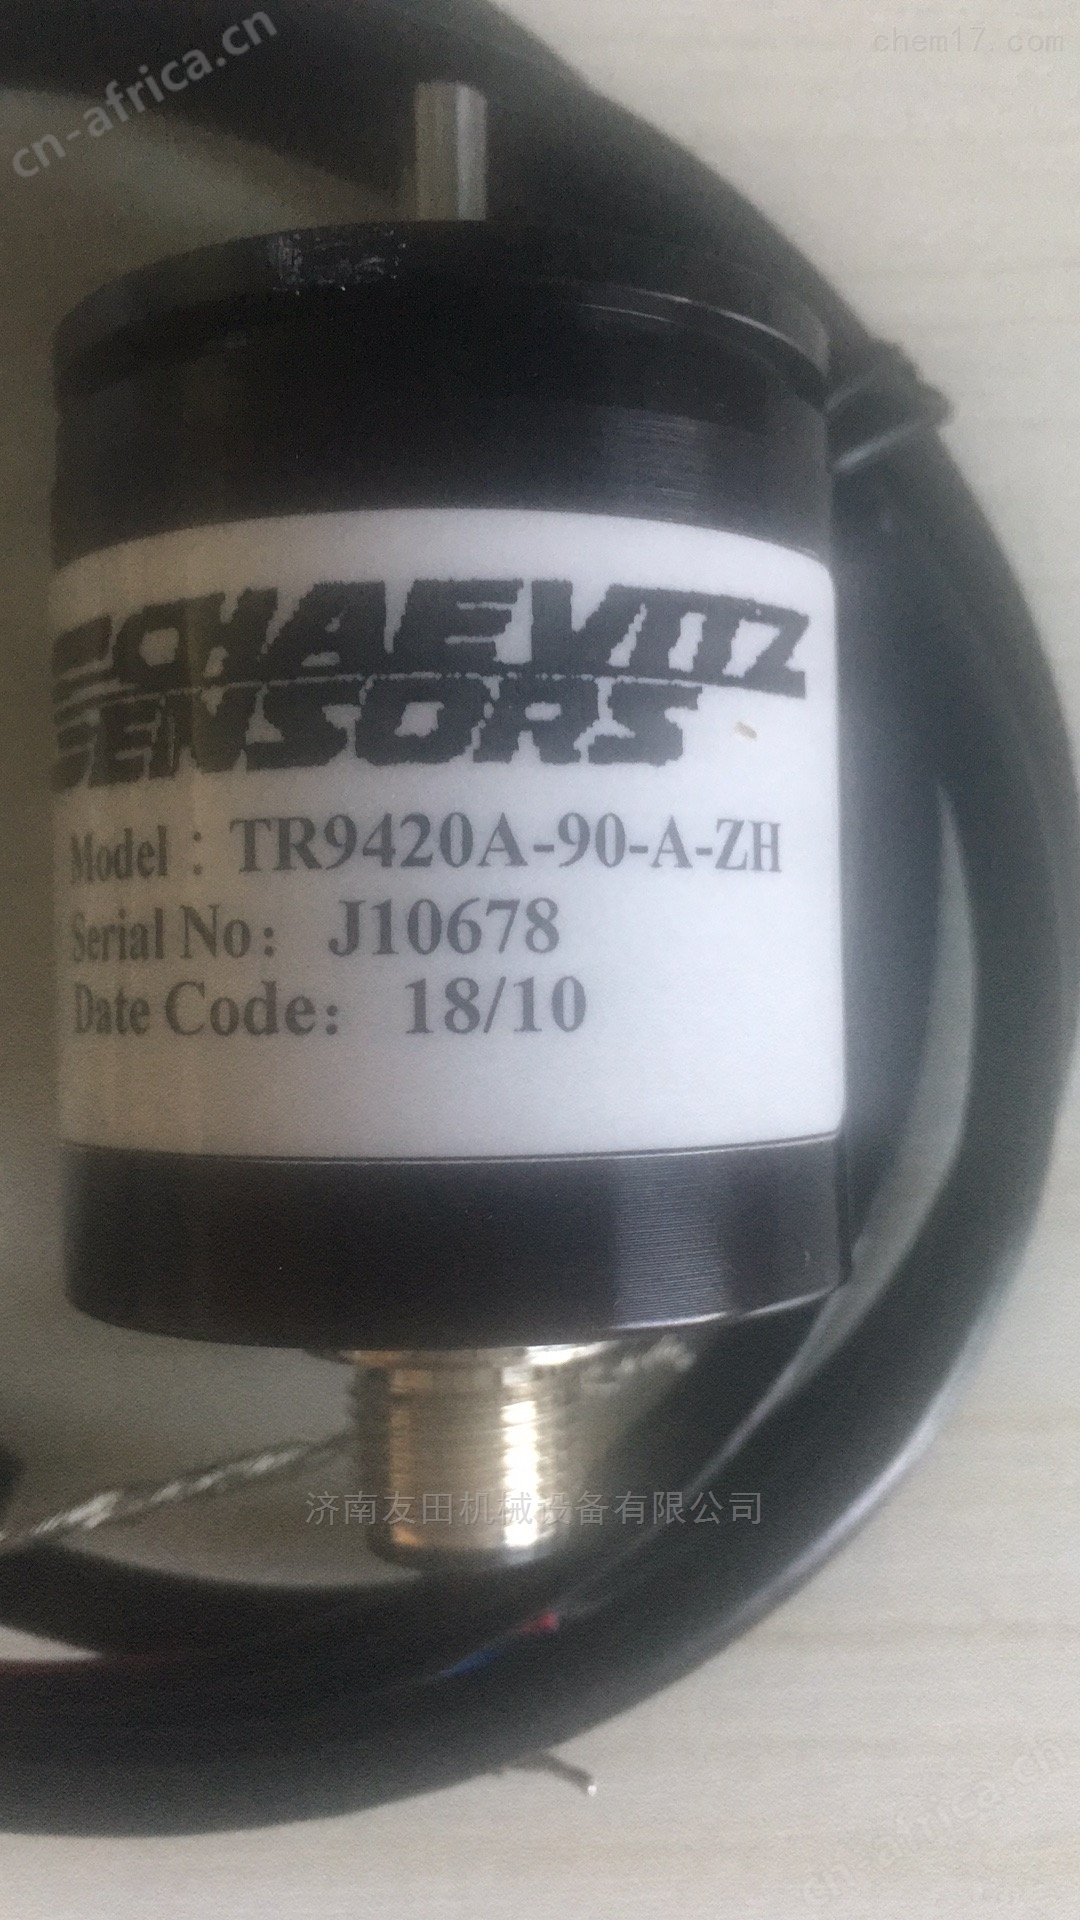 cn-africa.cn
chem17.com
SCHAEVITZ
SENSORS
Model : TR9420A-90-A-ZH
Serial No: J10678
Date Code: 18/10
济南友田机械设备有限公司
cn-africa.cn